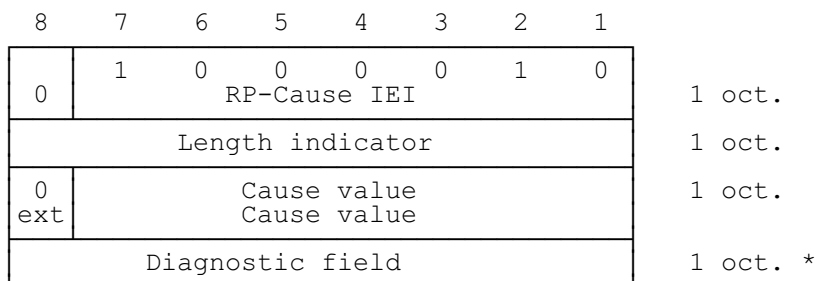 8 7 6 5 4 3 2 1
1 0 0 0 0 1 0
0 RP-Cause IEI 1 oct.
Length indicator 1 oct.
0 Cause value 1 oct.
ext Cause value
Diagnostic field 1 oct. *